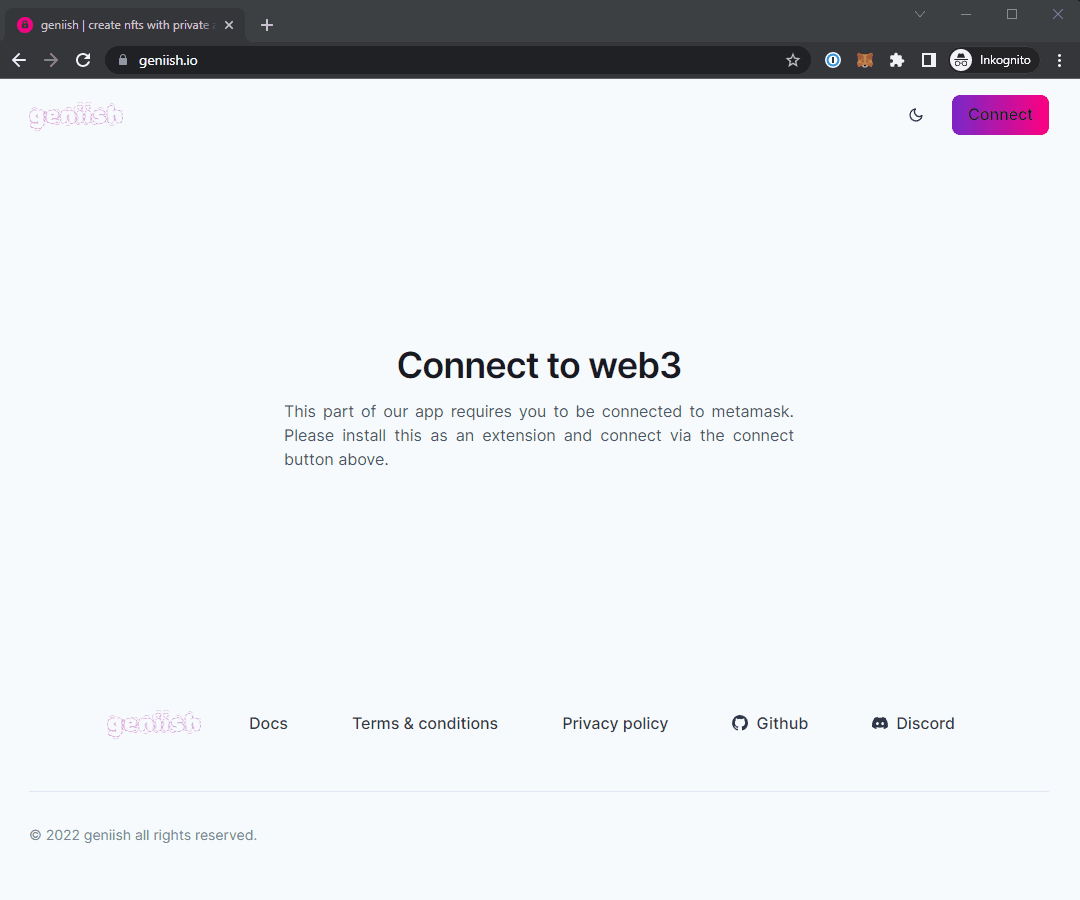 geniish | create nfts with private
geniish.io
Inkognito
geniish
Connect
Connect to web3
This part of our app requires you to be connected to metamask.
Please install this as an extension and connect via the connect
button above.
geniish
Docs
Terms & conditions
Privacy policy
Github
Discord
© 2022 geniish all rights reserved.